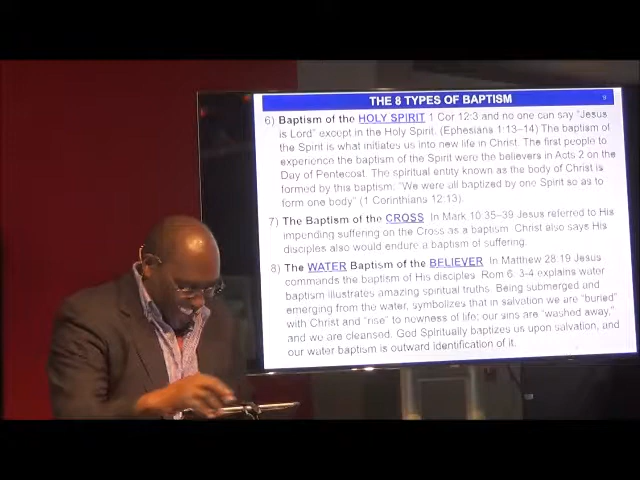 THE 8 TYPES OF BAPTISM 9
6) Baptism of the HOLY SPIRIT 1 Cor 12:3 and no one can say "Jesus
is Lord" except in the Holy Spirit. (Ephesians 1:13–14) The baptism of
the Spirit is what initiates us into new life in Christ. The first people to
experience the baptism of the Spirit were the believers in Acts 2 on the
Day of Pentecost. The spiritual entity known as the body of Christ is
formed by this baptism: "We were all baptized by one Spirit so as to
form one body" (1 Corinthians 12:13).
7) The Baptism of the CROSS In Mark 10:35–39 Jesus referred to His
impending suffering on the Cross as a baptism. Christ also says His
disciples also would endure a baptism of suffering.
8) The WATER Baptism of the BELIEVER In Matthew 28:19 Jesus
commands the baptism of His disciples. Rom 6: 3-4 explains water
baptism illustrates amazing spiritual truths. Being submerged and
emerging from the water, symbolizes that in salvation we are "buried"
with Christ and "rise" to newness of life; our sins are "washed away,"
and we are cleansed. God Spiritually baptizes us upon salvation, and
our water baptism is outward identification of it.